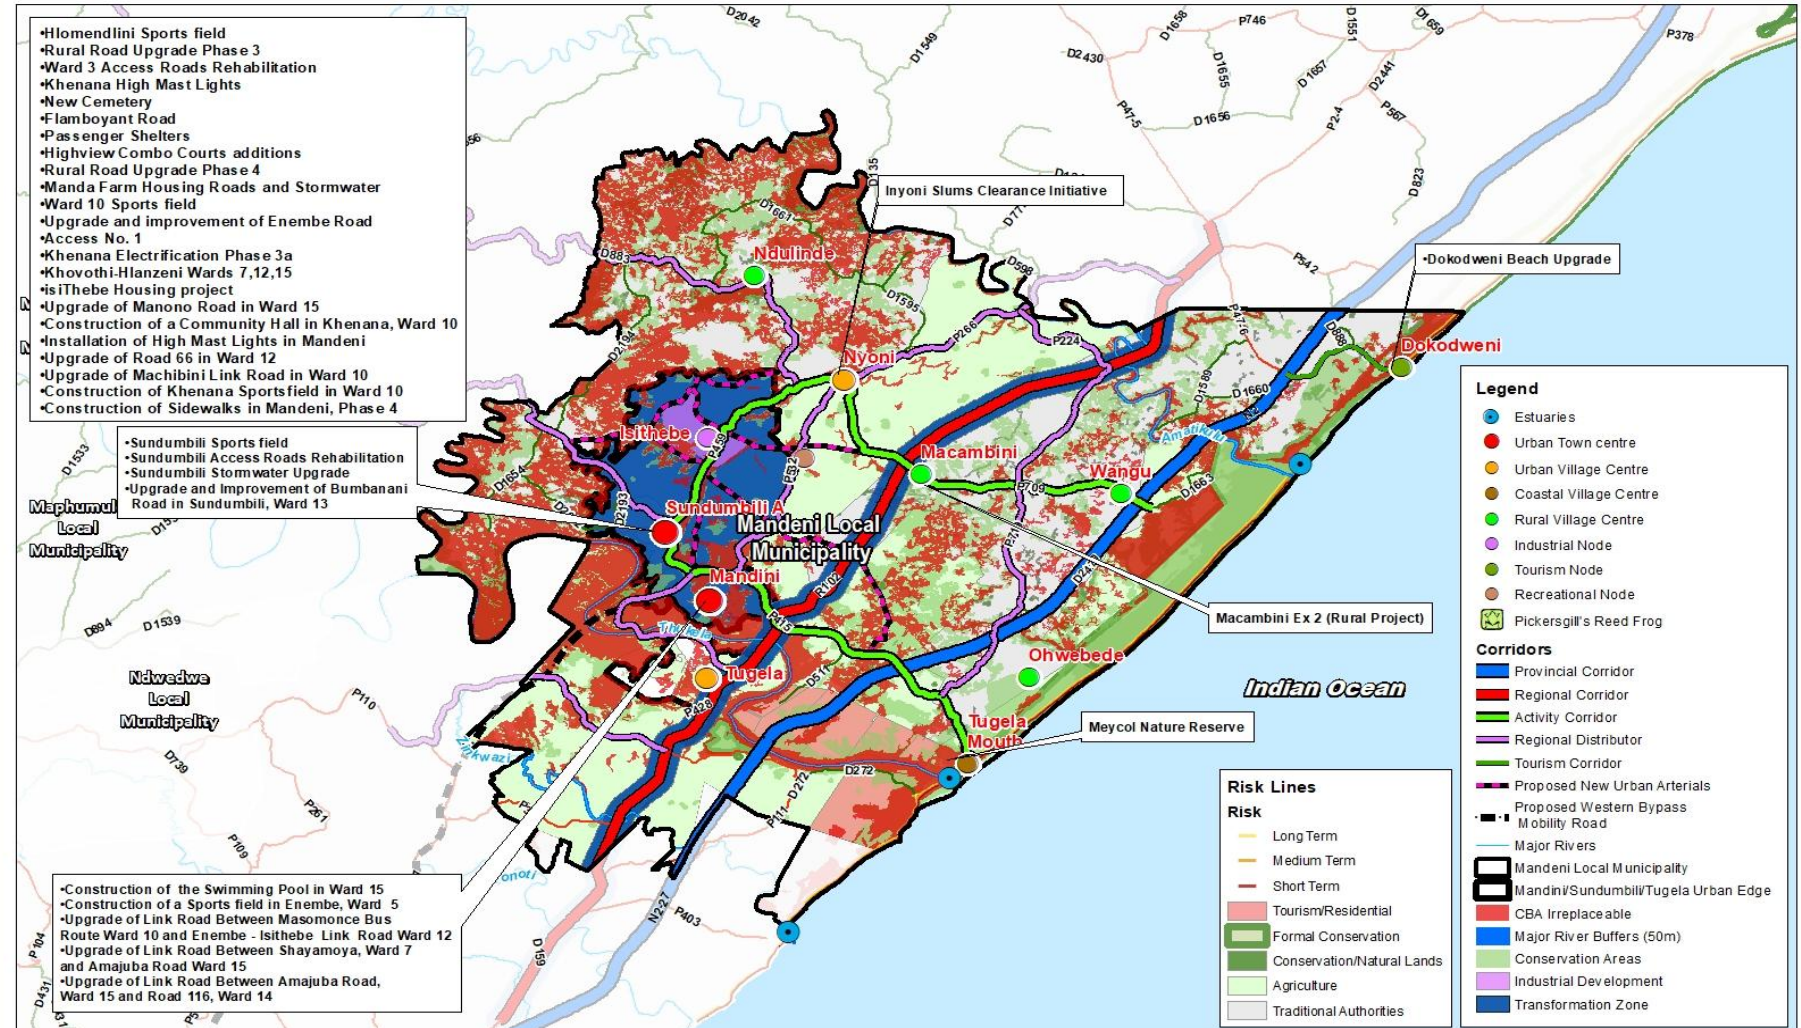 •Hlomendlini Sports field
•Rural Road Upgrade Phase 3
•Ward 3 Access Roads Rehabilitation
•Khenana High Mast Lights
•New Cemetery
•Flamboyant Road
•Passenger Shelters
•Highview Combo Courts additions
•Rural Road Upgrade Phase 4
•Manda Farm Housing Roads and Stormwater
•Ward 10 Sports field
•Upgrade and improvement of Enembe Road
•Access No. 1
•Khenana Electrification Phase 3a
•Khovothi-Hlanzeni Wards 7,12,15
•isiThebe Housing project
•Upgrade of Manono Road in Ward 15
•Construction of a Community Hall in Khenana, Ward 10
•Installation of High Mast Lights in Mandeni
•Upgrade of Road 66 in Ward 12
•Upgrade of Machibini Link Road in Ward 10
•Construction of Khenana Sportsfield in Ward 10
•Construction of Sidewalks in Mandeni, Phase 4
•Sundumbili Sports field
•Sundumbili Access Roads Rehabilitation
•Sundumbili Stormwater Upgrade
•Upgrade and Improvement of Bumbanani
Road in Sundumbili, Ward 13
D2042
D1549
D1658
P746
D1551
D1659
P378
D2430
D1655
D1657
D2441
P47-5
D1656
P2-4
P567
D823
D135
Inyoni Slums Clearance Initiative
D1661
D883
Ndulinde
D598
P542
•Dokodweni Beach Upgrade
D1595
P266
P224
P47-6
D888
Dokodweni
D2194
Nyoni
D1589
D1660
N2
Isithebe
P459
Amatikulu
Macambini
P532
Wangu
P709
D1663
D1533
D1654
D2193
Maphumul
Local
Municipality
Sundumbili A
Mandeni Local
Municipality
Mandini
R102
P415
Thukela
D894
D1539
Macambini Ex 2 (Rural Project)
Ohwebede
Tugela
Ndwedwe
Local
Municipality
P110
P428
Indian Ocean
Tugela
Mouth
Meycol Nature Reserve
Zinkwazi
D739
D272
D272
P111
P261
P109
onoti
N2-27
P403
D159
P104
D431
•Construction of the Swimming Pool in Ward 15
•Construction of a Sports field in Enembe, Ward 5
•Upgrade of Link Road Between Masomonce Bus
Route Ward 10 and Enembe - Isithebe Link Road Ward 12
•Upgrade of Link Road Between Shayamoya, Ward 7
and Amajuba Road Ward 15
•Upgrade of Link Road Between Amajuba Road,
Ward 15 and Road 116, Ward 14
Risk Lines
Risk
Long Term
Medium Term
Short Term
Tourism/Residential
Formal Conservation
Conservation/Natural Lands
Agriculture
Traditional Authorities
Legend
Estuaries
Urban Town centre
Urban Village Centre
Coastal Village Centre
Rural Village Centre
Industrial Node
Tourism Node
Recreational Node
Pickersgill's Reed Frog
Corridors
Provincial Corridor
Regional Corridor
Activity Corridor
Regional Distributor
Tourism Corridor
Proposed New Urban Arterials
Proposed Western Bypass
Mobility Road
Major Rivers
Mandeni Local Municipality
Mandini/Sundumbili/Tugela Urban Edge
CBA Irreplaceable
Major River Buffers (50m)
Conservation Areas
Industrial Development
Transformation Zone